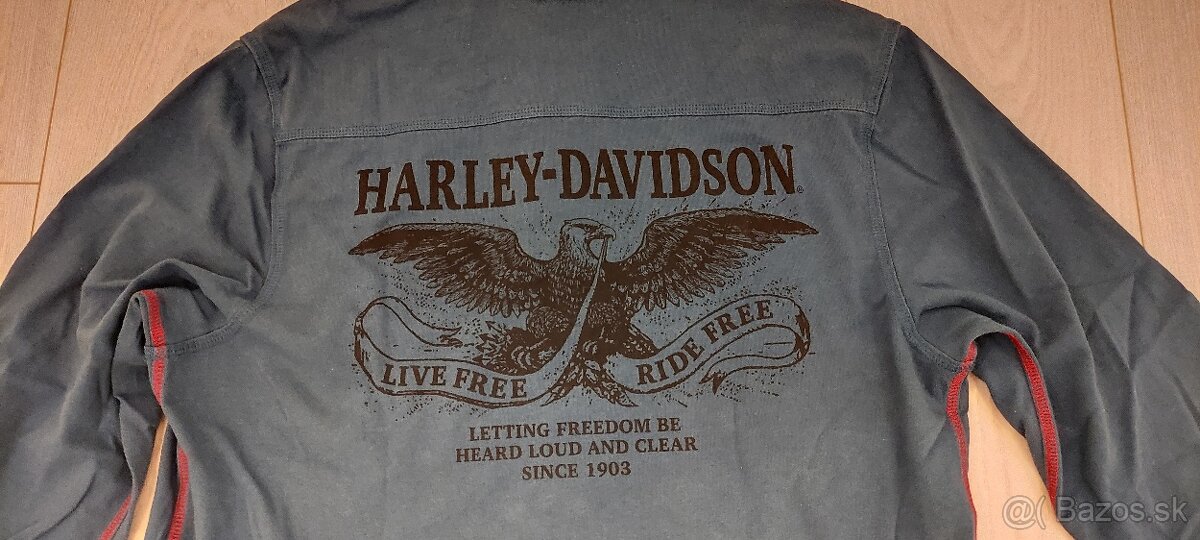 HARLEY-DAVIDSON®
LIVE FREE
RIDE FREE
LETTING FREEDOM BE
HEARD LOUD AND CLEAR
SINCE 1903
@( Bazos.sk